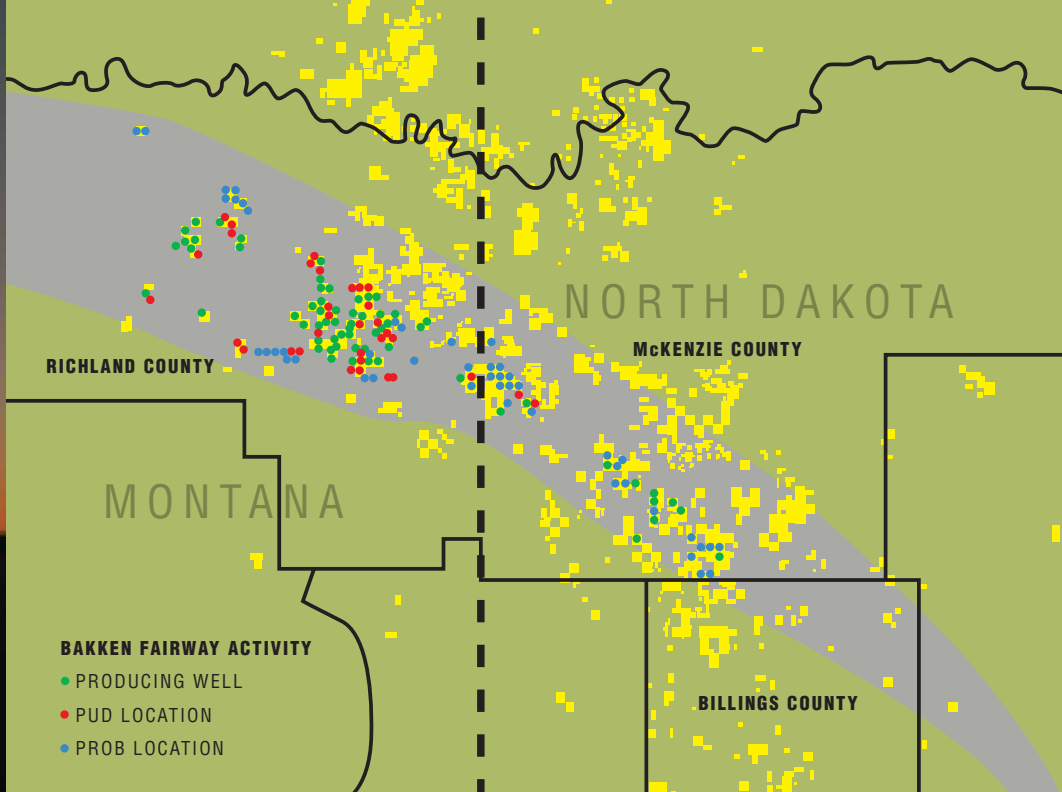 NORTH DAKOTA
McKENZIE COUNTY
RICHLAND COUNTY
MONTANA
BAKKEN FAIRWAY ACTIVITY
PRODUCING WELL
PUD LOCATION
PROB LOCATION
BILLINGS COUNTY